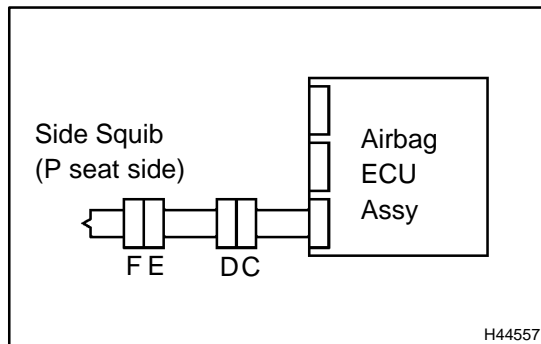 Side Squib
(P seat side)
Airbag
ECU
Assy
F E
D C
H44557